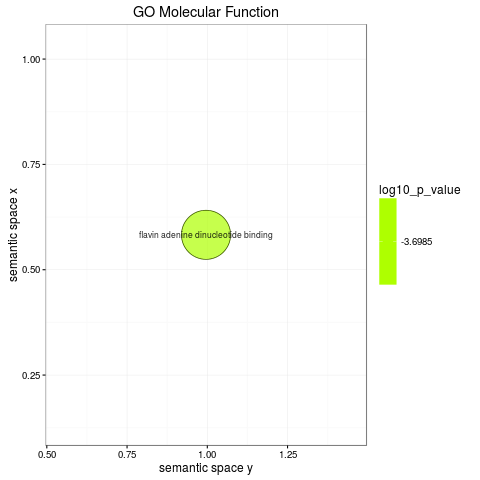 GO Molecular Function
1.00
0.75
0.50
0.25
semantic space x
flavin adenine dinucleotide binding
0.50 0.75 1.00 1.25
semantic space y
log10_p_value
-3.6985